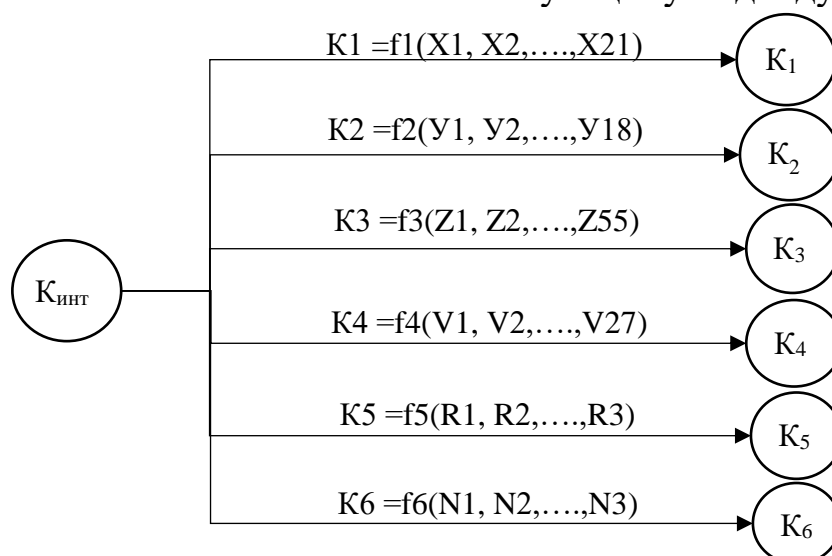 К1 =f1(X1, X2,….,X21) К₁
К2 =f2(У1, У2,….,У18) К₂
К3 =f3(Z1, Z2,….,Z55) К₃
Кинт
К4 =f4(V1, V2,….,V27) К₄
К5 =f5(R1, R2,….,R3) К₅
К6 =f6(N1, N2,….,N3) К₆